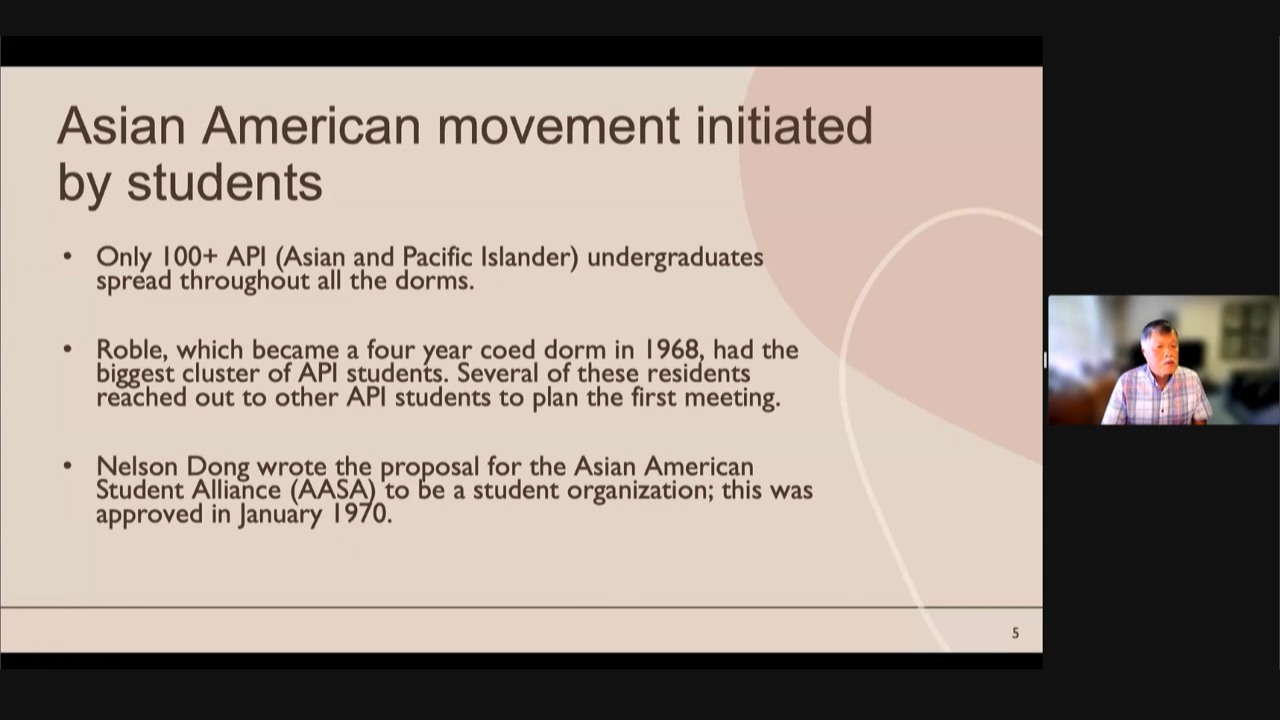 Asian American movement initiated
by students
• Only 100+ API (Asian and Pacific Islander) undergraduates
spread throughout all the dorms.
• Roble, which became a four year coed dorm in 1968, had the
biggest cluster of API students. Several of these residents
reached out to other API students to plan the first meeting.
• Nelson Dong wrote the proposal for the Asian American
Student Alliance (AASA) to be a student organization; this was
approved in January 1970.
5